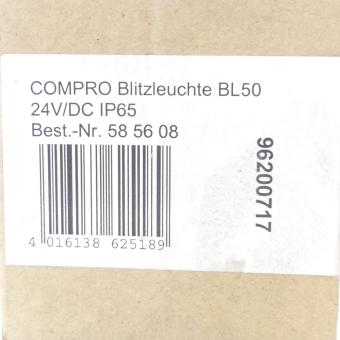 COMPRO Blitzleuchte BL50
24V/DC IP65
Best.-Nr. 58 56 08
4 016138 625189
96200717